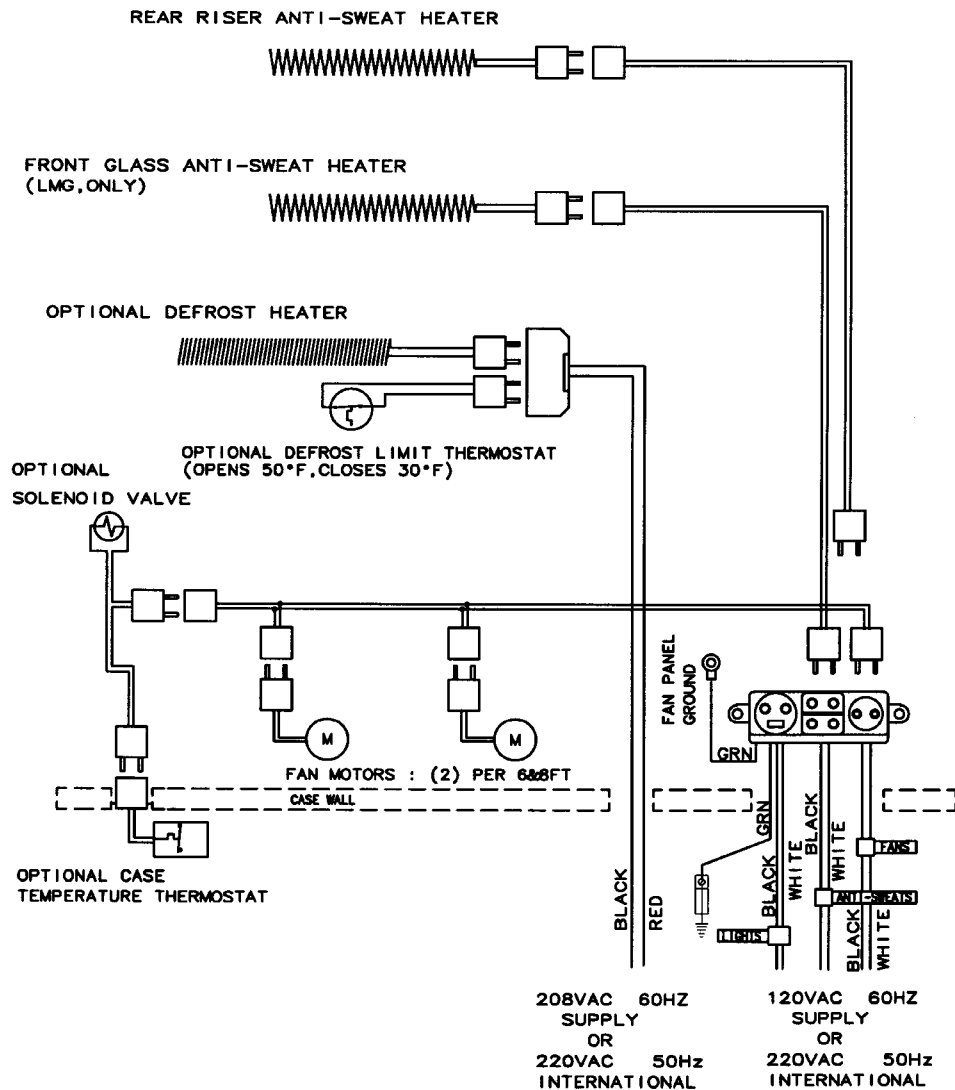 REAR RISER ANTI-SWEAT HEATER
FRONT GLASS ANTI-SWEAT HEATER
(LMG,ONLY)
OPTIONAL DEFROST HEATER
OPTIONAL DEFROST LIMIT THERMOSTAT
(OPENS 50°F,CLOSES 30°F)
OPTIONAL
SOLENOID VALVE
FAN PANEL
GROUND
GRN
M
M
FAN MOTORS : (2) PER 6&8FT
CASE WALL
GRN
OPTIONAL CASE
TEMPERATURE THERMOSTAT
BLACK
RED
BLACK
WHITE
BLACK
WHITE
FANS
ANTI-SWEATS
BLACK
WHITE
LIGHTS
208VAC 60HZ
SUPPLY
OR
220VAC 50Hz
INTERNATIONAL
120VAC 60HZ
SUPPLY
OR
220VAC 50Hz
INTERNATIONAL